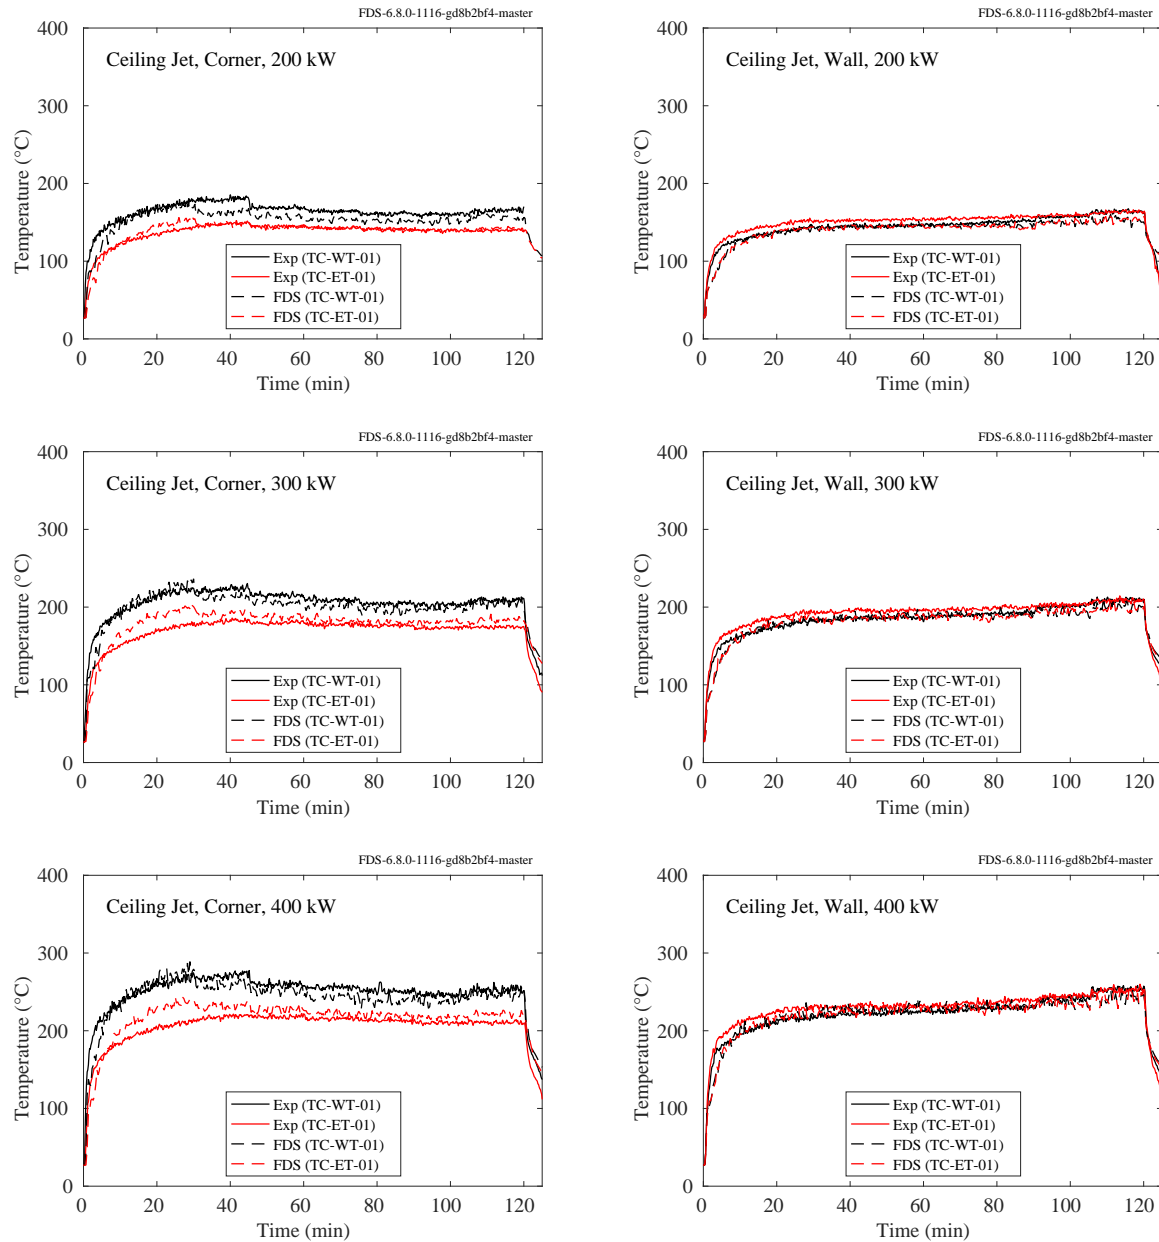 FDS-6.8.0-1116-gd8b2bf4-master
Ceiling Jet, Corner, 200 kW
Temperature (°C)
400
300
200
100
0
Exp (TC-WT-01)
Exp (TC-ET-01)
FDS (TC-WT-01)
FDS (TC-ET-01)
0 20 40 60 80 100 120
Time (min)
FDS-6.8.0-1116-gd8b2bf4-master
Ceiling Jet, Wall, 200 kW
Temperature (°C)
400
300
200
100
0
Exp (TC-WT-01)
Exp (TC-ET-01)
FDS (TC-WT-01)
FDS (TC-ET-01)
0 20 40 60 80 100 120
Time (min)
FDS-6.8.0-1116-gd8b2bf4-master
Ceiling Jet, Corner, 300 kW
Temperature (°C)
400
300
200
100
0
Exp (TC-WT-01)
Exp (TC-ET-01)
FDS (TC-WT-01)
FDS (TC-ET-01)
0 20 40 60 80 100 120
Time (min)
FDS-6.8.0-1116-gd8b2bf4-master
Ceiling Jet, Wall, 300 kW
Temperature (°C)
400
300
200
100
0
Exp (TC-WT-01)
Exp (TC-ET-01)
FDS (TC-WT-01)
FDS (TC-ET-01)
0 20 40 60 80 100 120
Time (min)
FDS-6.8.0-1116-gd8b2bf4-master
Ceiling Jet, Corner, 400 kW
Temperature (°C)
400
300
200
100
0
Exp (TC-WT-01)
Exp (TC-ET-01)
FDS (TC-WT-01)
FDS (TC-ET-01)
0 20 40 60 80 100 120
Time (min)
FDS-6.8.0-1116-gd8b2bf4-master
Ceiling Jet, Wall, 400 kW
Temperature (°C)
400
300
200
100
0
Exp (TC-WT-01)
Exp (TC-ET-01)
FDS (TC-WT-01)
FDS (TC-ET-01)
0 20 40 60 80 100 120
Time (min)